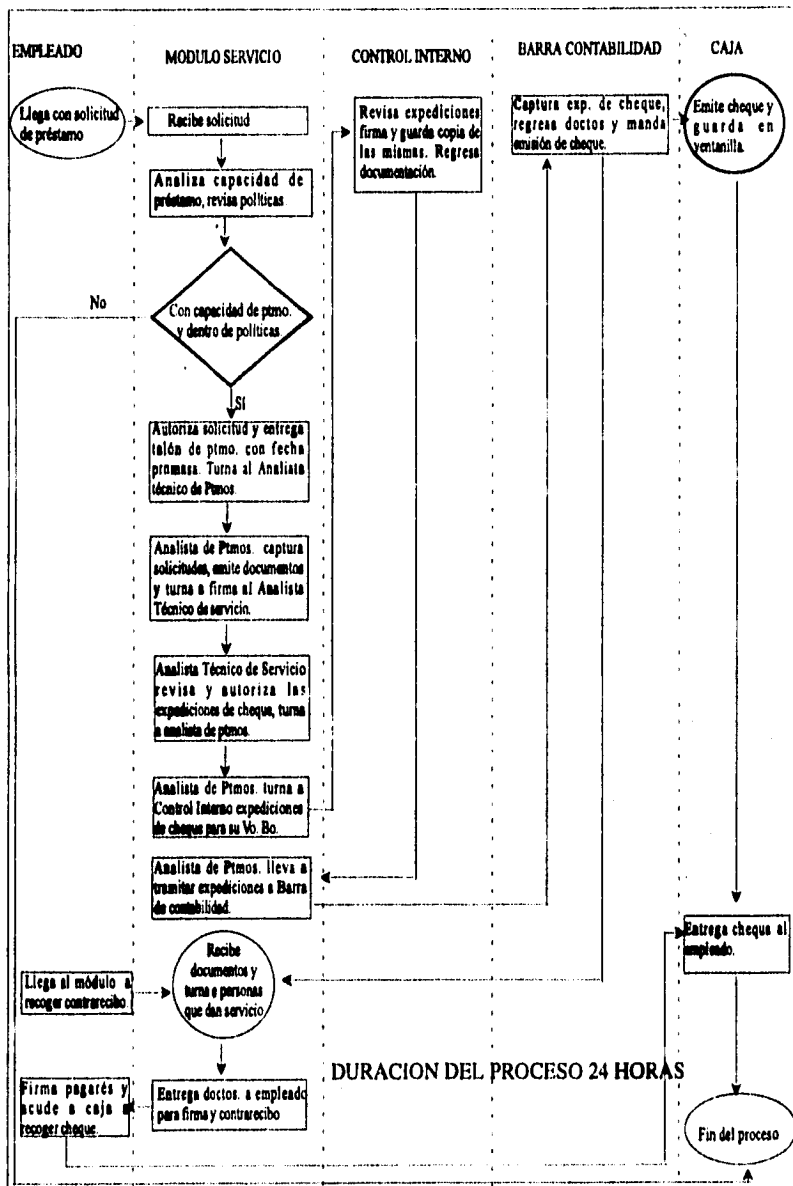 EMPLEADO
MODULO SERVICIO
CONTROL INTERNO
BARRA CONTABILIDAD
CAJA
Llega con solicitud
de préstamo
Recibe solicitud
Revisa expediciones
firma y guarda copia
de las mismas. Regresa
documentación.
Captura exp. de cheque,
regresa doctos y manda
emisión de cheque.
Emite cheque y
guarda en
ventanilla.
Analiza capacidad de
préstamo, revisa políticas
No
Con capacidad de ptmo.
y dentro de políticas.
Sí
Autoriza solicitud y entrega
talón de ptmo. con fecha
promasa. Turna al Analista
técnico de Ptmos.
Analista de Ptmos. captura
solicitudes, emite documentos
y turna a firma al Analista
Técnico de servicio.
Analista Técnico de Servicio
revisa y autoriza las
expediciones de cheque, turna
a analista de ptmos.
Analista de Ptmos. turna a
Control Interno expediciones
de cheque para su Vo. Bo.
Analista de Ptmos. lleva a
tramitar expediciones a Barra
de contabilidad.
Entrega cheque al
empleado.
Recibe
documentos y
turna a personas
que dan servicio
Llega al módulo a
recoger contrarecibo.
DURACION DEL PROCESO 24 HORAS
Firma pagarés y
acude a caja a
recoger cheque.
Entrega doctos. a empleado
para firma y contrarecibo
Fin del proceso